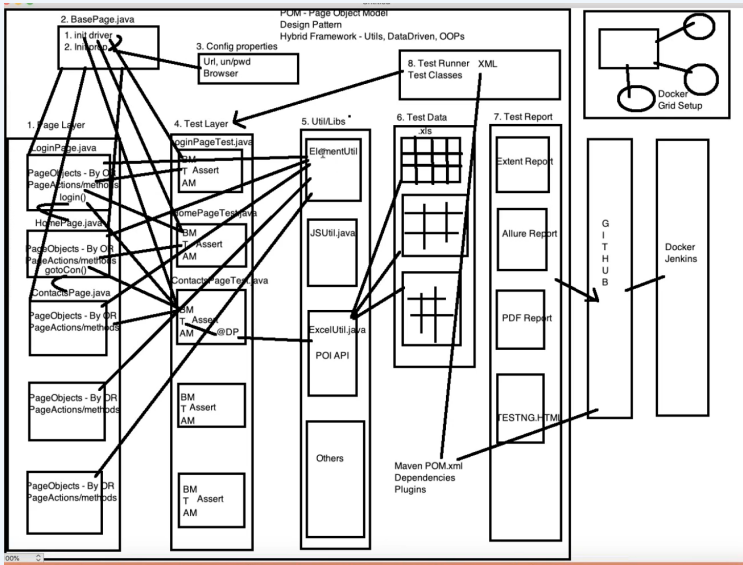 POM - Page Object Model
Design Pattern
Hybrid Framework - Utils, DataDriven, OOPs
2. BasePage.java
1. init driver
2. Init prop
3. Config properties
Url, un/pwd
Browser
8. Test Runner XML
Test Classes
Docker
Grid Setup
1. Page Layer
LoginPage.java
PageObjects - By OR
PageActions/methods
login()
HomePage.java
PageObjects - By OR
PageActions/methods
gotoCon()
ContactsPage.java
PageObjects - By OR
PageActions/methods
PageObjects - By OR
PageActions/methods
PageObjects - By OR
PageActions/methods
4. Test Layer
LoginPageTest.java
BM
T Assert
AM
HomePageTest.java
BM
T Assert
AM
ContactsPageTest.java
BM
T Assert
AM @DP
BM
T Assert
AM
BM
T Assert
AM
5. Util/Libs
ElementUtil
JSUtil.java
ExcelUtil.java
POI API
Others
6. Test Data
.xls
Maven POM.xml
Dependencies
Plugins
7. Test Report
Extent Report
Allure Report
PDF Report
TESTNG.HTML
G
I
T
H
U
B
Docker
Jenkins
00%